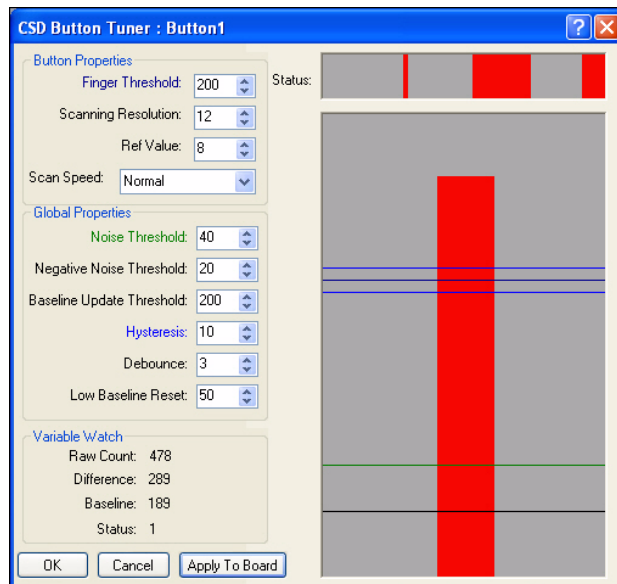 CSD Button Tuner : Button1
Button Properties
Finger Threshold: 200
Scanning Resolution: 12
Ref Value: 8
Scan Speed: Normal
Status:
Global Properties
Noise Threshold: 40
Negative Noise Threshold: 20
Baseline Update Threshold: 200
Hysteresis: 10
Debounce: 3
Low Baseline Reset: 50
Variable Watch
Raw Count: 478
Difference: 289
Baseline: 189
Status: 1
OK Cancel Apply To Board